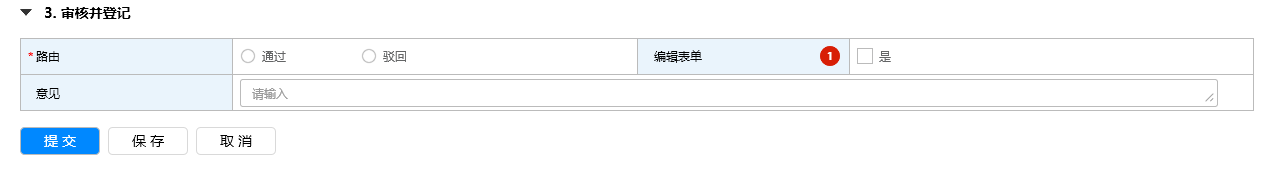 3. 审核并登记
* 路由 通过 驳回 编辑表单 1 是
意见 请输入
提 交 保 存 取 消